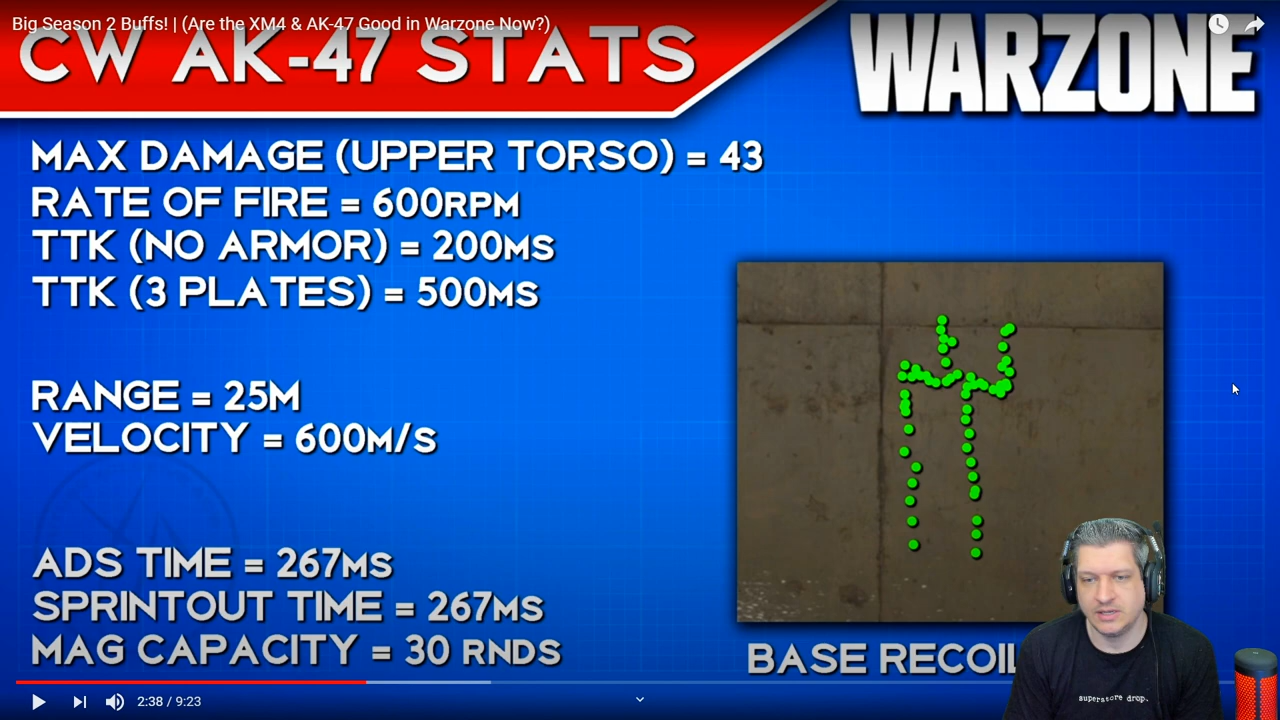 Big Season 2 Buffs! | (Are the XM4 & AK-47 Good in Warzone Now?)
CW AK-47 STATS
WARZONE
MAX DAMAGE (UPPER TORSO) = 43
RATE OF FIRE = 600RPM
TTK (NO ARMOR) = 200MS
TTK (3 PLATES) = 500MS
RANGE = 25M
VELOCITY = 600M/S
ADS TIME = 267MS
SPRINTOUT TIME = 267MS
MAG CAPACITY = 30 RNDS
BASE RECOIL
superstore drop.
2:38 / 9:23